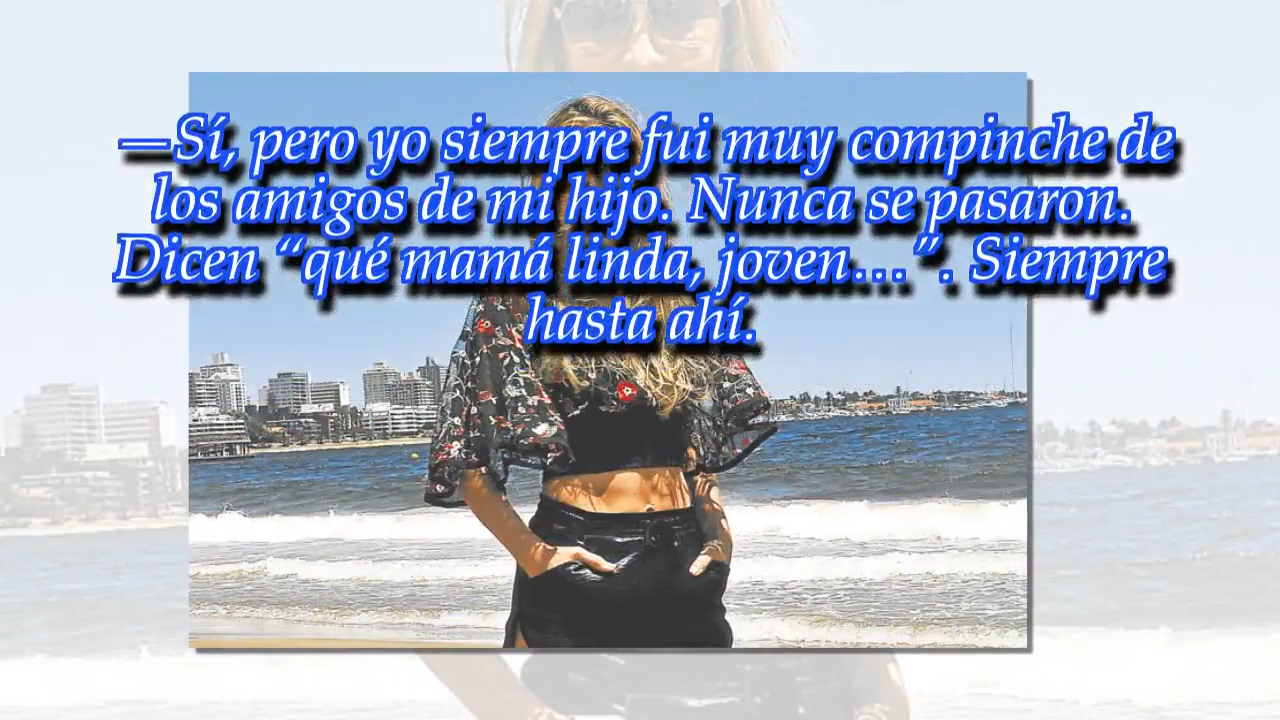 —Sí, pero yo siempre fui muy compinche de
los amigos de mi hijo. Nunca se pasaron.
Dicen “qué mamá linda, joven…”. Siempre
hasta ahí.